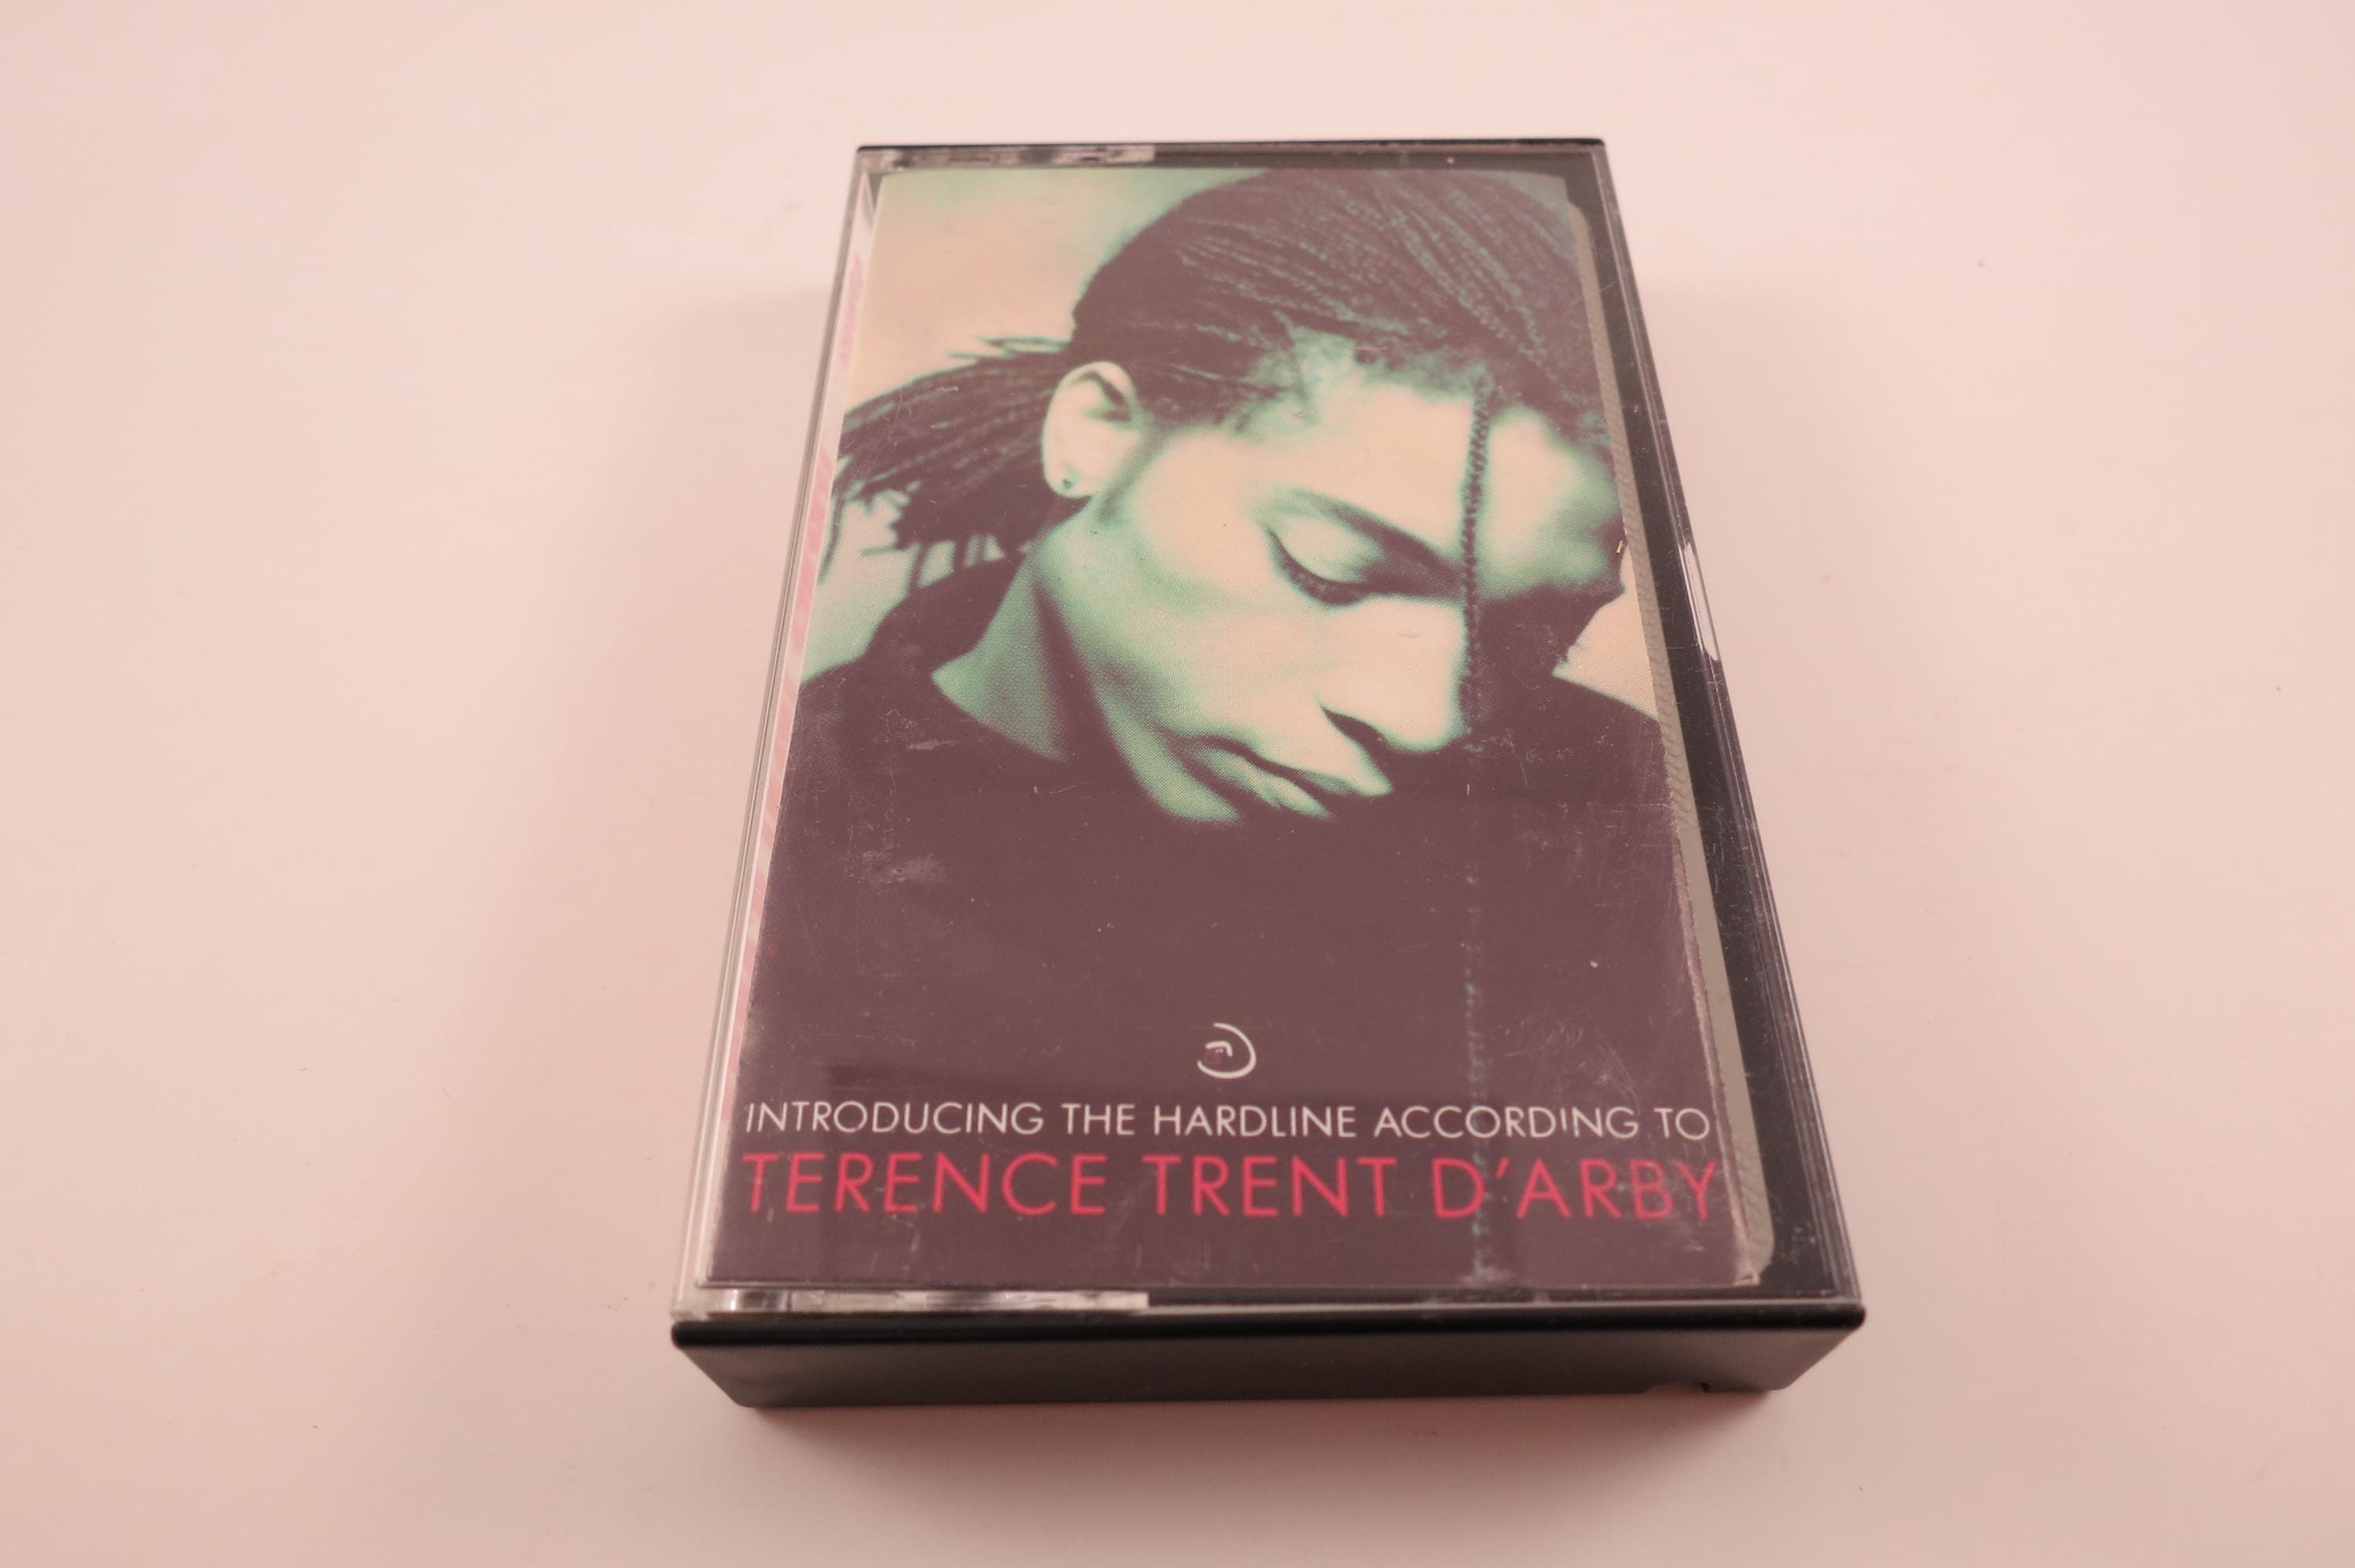 INTRODUCING THE HARDLINE ACCORDING TO
TERENCE TRENT D'ARBY